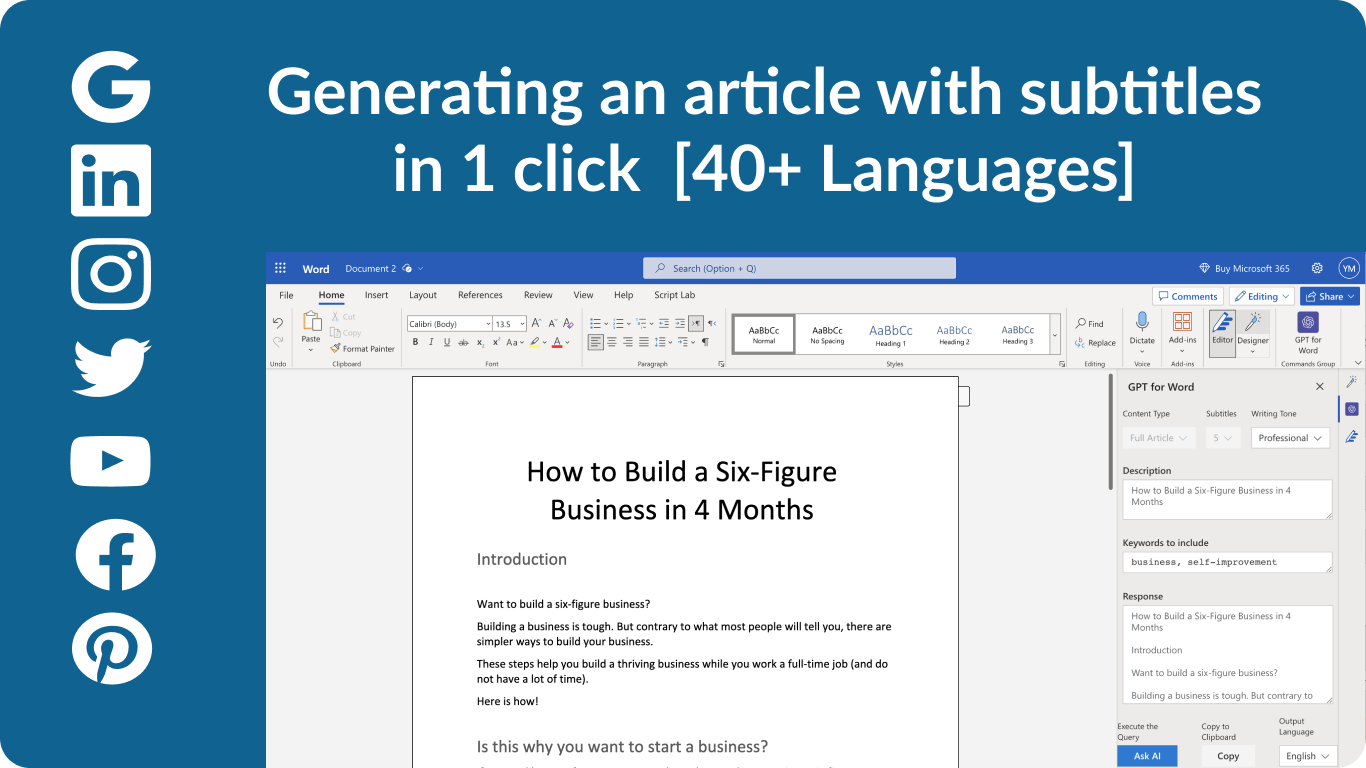 Generating an article with subtitles
in 1 click [40+ Languages]
Word
Document 2
Search (Option + Q)
Buy Microsoft 365
YM
File
Home
Insert
Layout
References
Review
View
Help
Script Lab
Comments
Editing
Share
Paste
Cut
Copy
Format Painter
Calibri (Body)
13.5
AaBbCc
Normal
AaBbCc
No Spacing
AaBbCc
Heading 1
AaBbCc
Heading 2
AaBbCc
Heading 3
Find
Replace
Dictate
Add-ins
Editor
Designer
GPT for
Word
Undo
Clipboard
Font
Paragraph
Styles
Editing
Voice
Add-ins
Commands Group
How to Build a Six-Figure
Business in 4 Months
Introduction
Want to build a six-figure business?
Building a business is tough. But contrary to what most people will tell you, there are
simpler ways to build your business.
These steps help you build a thriving business while you work a full-time job (and do
not have a lot of time).
Here is how!
Is this why you want to start a business?
GPT for Word
Content Type
Subtitles
Writing Tone
Full Article
5
Professional
Description
How to Build a Six-Figure Business in 4
Months
Keywords to include
business, self-improvement
Response
How to Build a Six-Figure Business in 4
Months
Introduction
Want to build a six-figure business?
Building a business is tough. But contrary to
Execute the
Query
Copy to
Clipboard
Output
Language
Ask AI
Copy
English